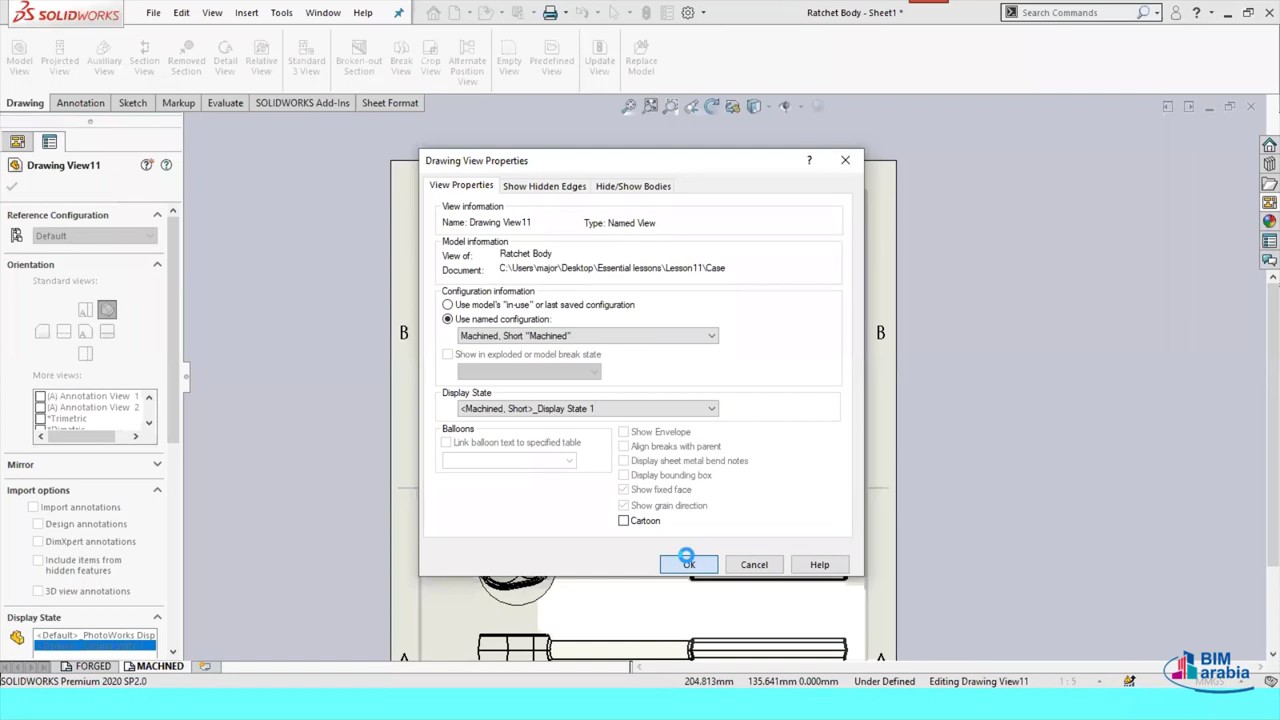 SOLIDWORKS File Edit View Insert Tools Window Help Ratchet Body - Sheet1 * Search Commands
Model View Projected View Auxiliary View Section View Removed Section Detail View Relative View Standard 3 View Broken-out Section Break View Crop View Alternate Position View Empty View Predefined View Update View Replace Model
Drawing Annotation Sketch Markup Evaluate SOLIDWORKS Add-Ins Sheet Format
Drawing View11
Reference Configuration
Default
Orientation
Standard views:
More views:
(A) Annotation View 1
(A) Annotation View 2
*Trimetric
Mirror
Import options
Import annotations
Design annotations
DimXpert annotations
Include items from
hidden features
3D view annotations
Display State
<Default>_PhotoWorks Disp
B B
Drawing View Properties
View Properties Show Hidden Edges Hide/Show Bodies
View information
Name: Drawing View11 Type: Named View
Model information
View of: Ratchet Body
Document: C:\Users\major\Desktop\Essential lessons\Lesson11\Case
Configuration information
Use model's "in-use" or last saved configuration
Use named configuration:
Machined, Short "Machined"
Show in exploded or model break state
Display State
<Machined, Short>_Display State 1
Balloons
Link balloon text to specified table
Show Envelope
Align breaks with parent
Display sheet metal bend notes
Display bounding box
Show fixed face
Show grain direction
Cartoon
OK Cancel Help
FORGED MACHNED
SOLIDWORKS Premium 2020 SP2.0 204.813mm 135.641mm 0.000mm Under Defined Editing Drawing View11 1 : 5
BIM
arabia